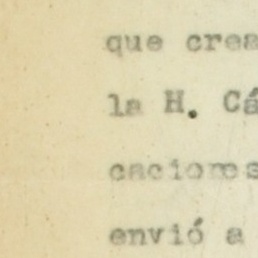 que crea
la H. Cá
caciones
envió a